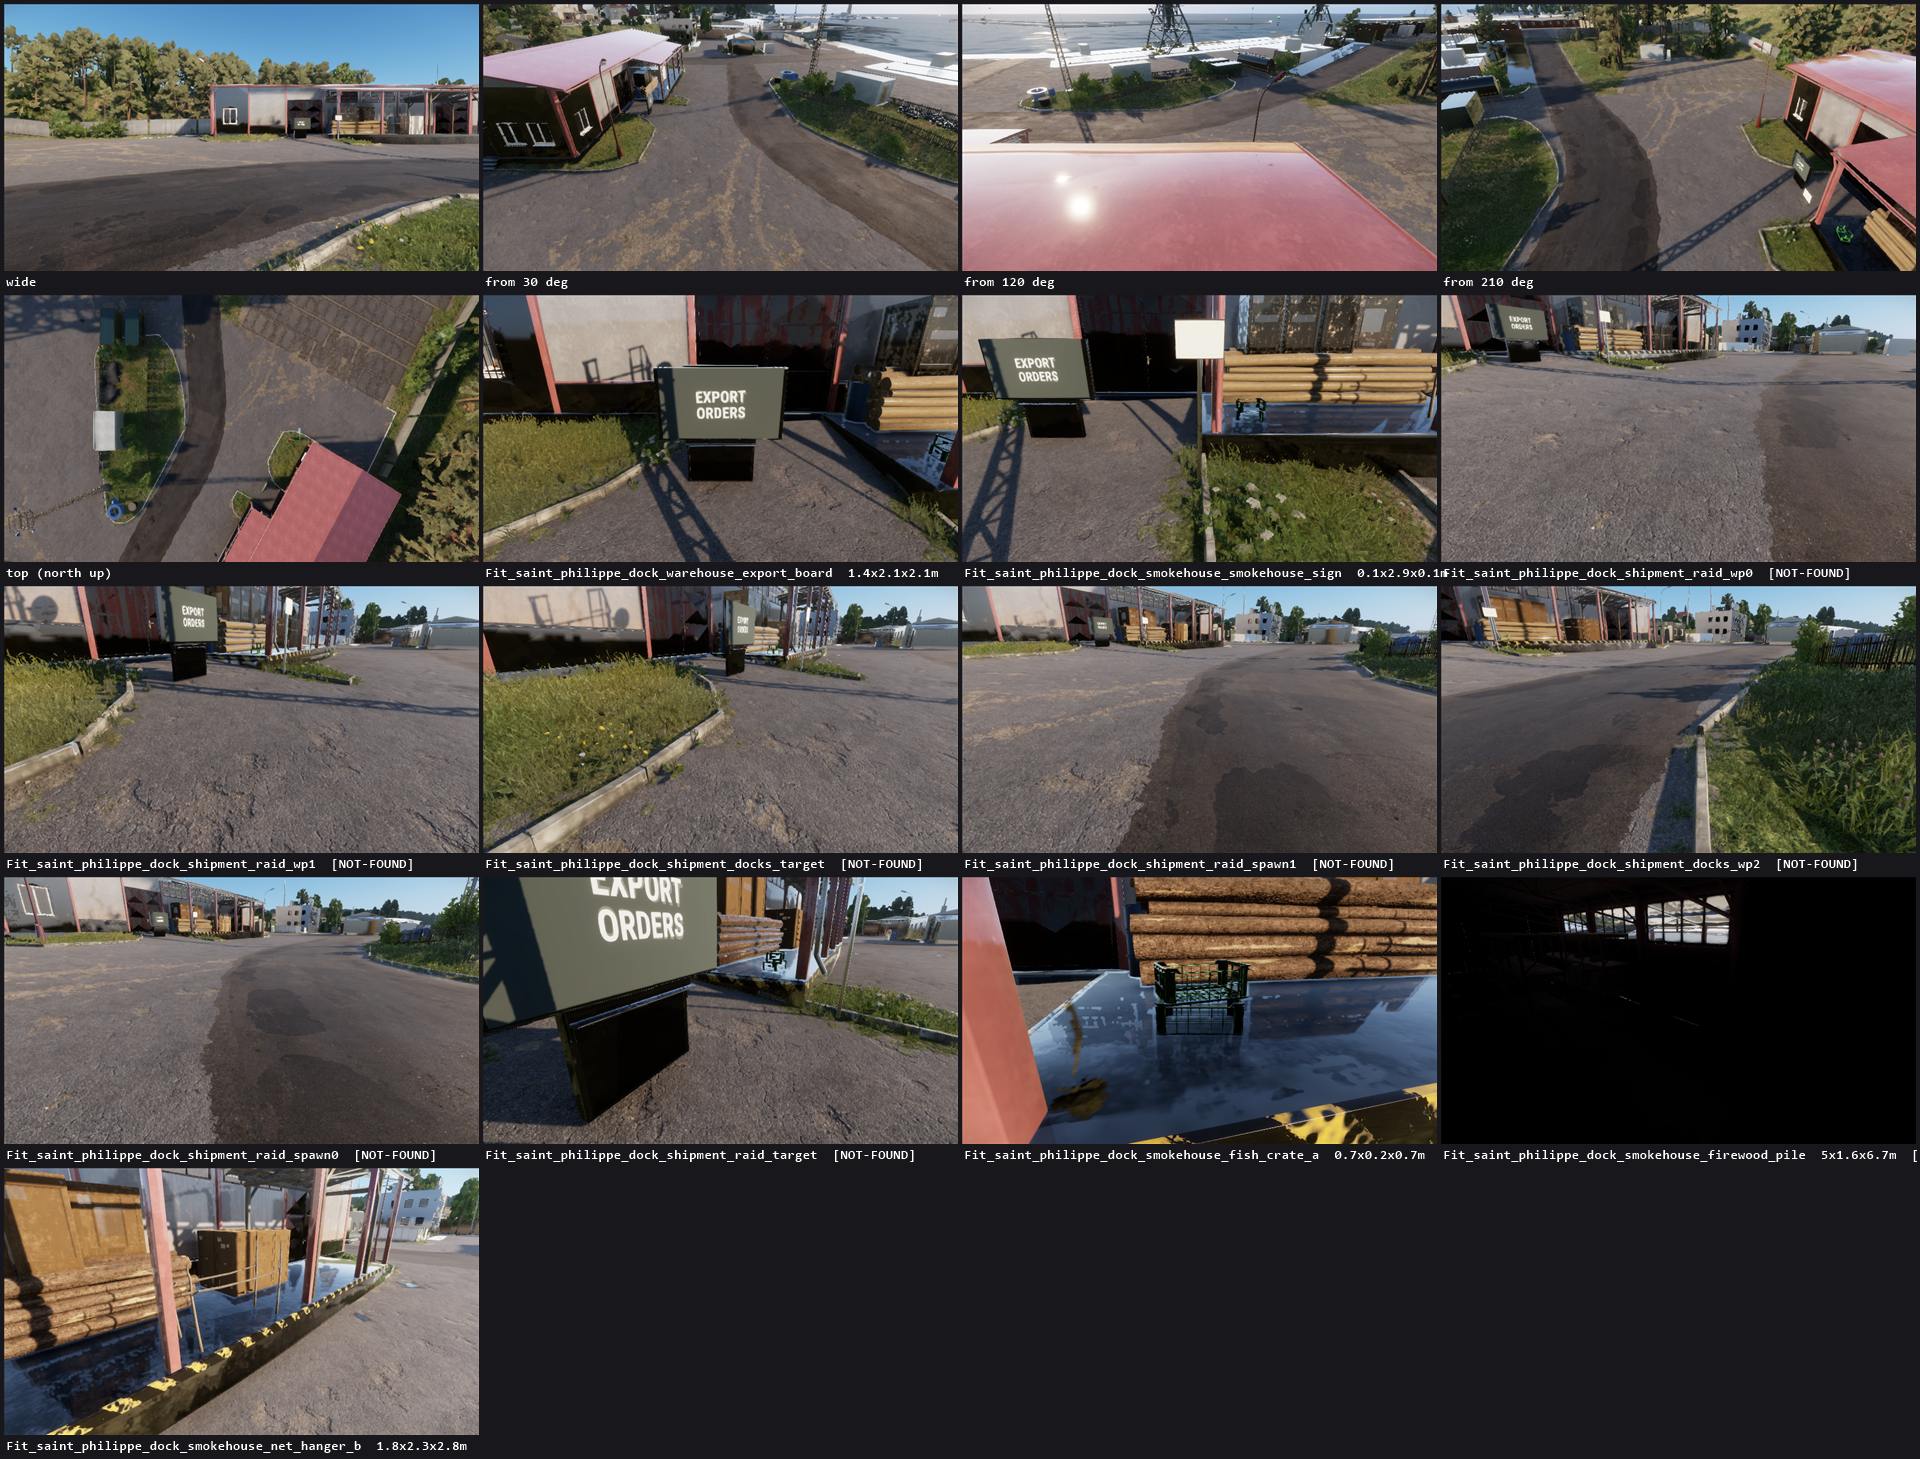 wide
from 30 deg
from 120 deg
from 210 deg
EXPORT
ORDERS
EXPORT
ORDERS
EXPORT
ORDERS
top (north up)
Fit_saint_philippe_dock_warehouse_export_board 1.4x2.1x2.1m
Fit_saint_philippe_dock_smokehouse_smokehouse_sign 0.1x2.9x0.1m
Fit_saint_philippe_dock_shipment_raid_wp0 [NOT-FOUND]
EXPORT
ORDERS
EXPORT
ORDERS
Fit_saint_philippe_dock_shipment_raid_wp1 [NOT-FOUND]
Fit_saint_philippe_dock_shipment_docks_target [NOT-FOUND]
Fit_saint_philippe_dock_shipment_raid_spawn1 [NOT-FOUND]
Fit_saint_philippe_dock_shipment_docks_wp2 [NOT-FOUND]
EXPORT
ORDERS
Fit_saint_philippe_dock_shipment_raid_spawn0 [NOT-FOUND]
Fit_saint_philippe_dock_shipment_raid_target [NOT-FOUND]
Fit_saint_philippe_dock_smokehouse_fish_crate_a 0.7x0.2x0.7m
Fit_saint_philippe_dock_smokehouse_firewood_pile 5x1.6x6.7m [
Fit_saint_philippe_dock_smokehouse_net_hanger_b 1.8x2.3x2.8m